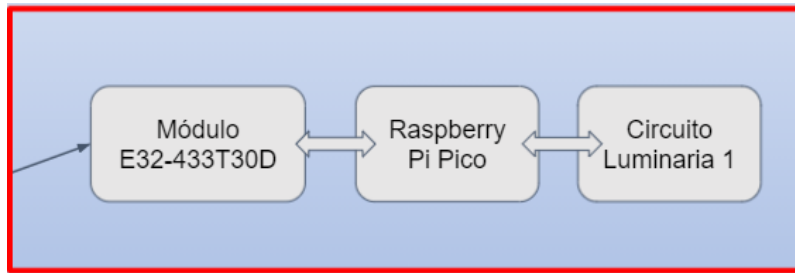 Módulo
E32-433T30D
Raspberry
Pi Pico
Circuito
Luminaria 1